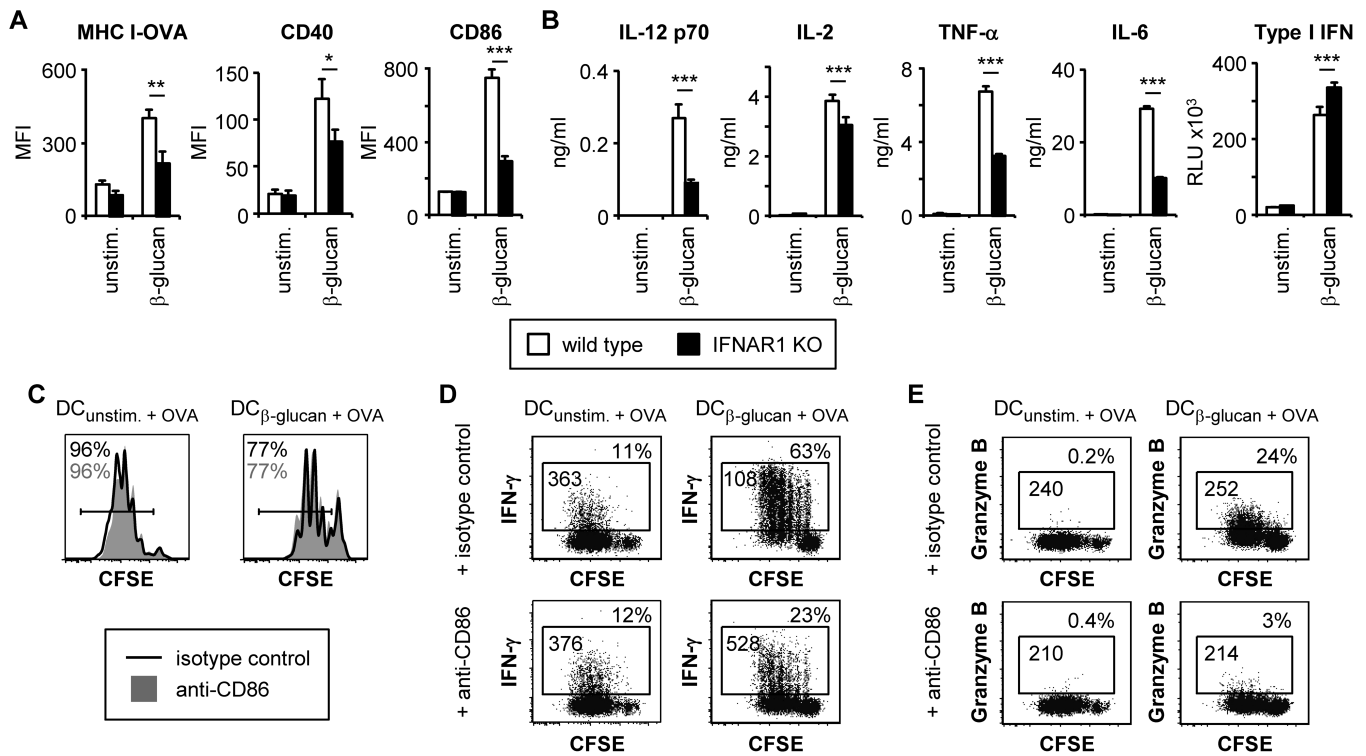 A
MHC I-OVA
CD40
CD86
B
IL-12 p70
IL-2
TNF-α
IL-6
Type I IFN
600
300
0
MFI
**
unstim.
β-glucan
150
100
50
0
MFI
*
unstim.
β-glucan
800
400
0
MFI
***
unstim.
β-glucan
0.4
0.2
0
ng/ml
***
unstim.
β-glucan
4
2
0
ng/ml
***
unstim.
β-glucan
8
4
0
ng/ml
***
unstim.
β-glucan
40
20
0
ng/ml
***
unstim.
β-glucan
400
200
0
RLU x10³
***
unstim.
β-glucan
wild type
IFNAR1 KO
C
DCunstim. + OVA
DCβ-glucan + OVA
96%
96%
77%
77%
CFSE
CFSE
isotype control
anti-CD86
D
DCunstim. + OVA
DCβ-glucan + OVA
+ isotype control
IFN-γ
11%
363
CFSE
IFN-γ
63%
108
CFSE
+ anti-CD86
IFN-γ
12%
376
CFSE
IFN-γ
23%
528
CFSE
E
DCunstim. + OVA
DCβ-glucan + OVA
+ isotype control
Granzyme B
0.2%
240
CFSE
Granzyme B
24%
252
CFSE
+ anti-CD86
Granzyme B
0.4%
210
CFSE
Granzyme B
3%
214
CFSE